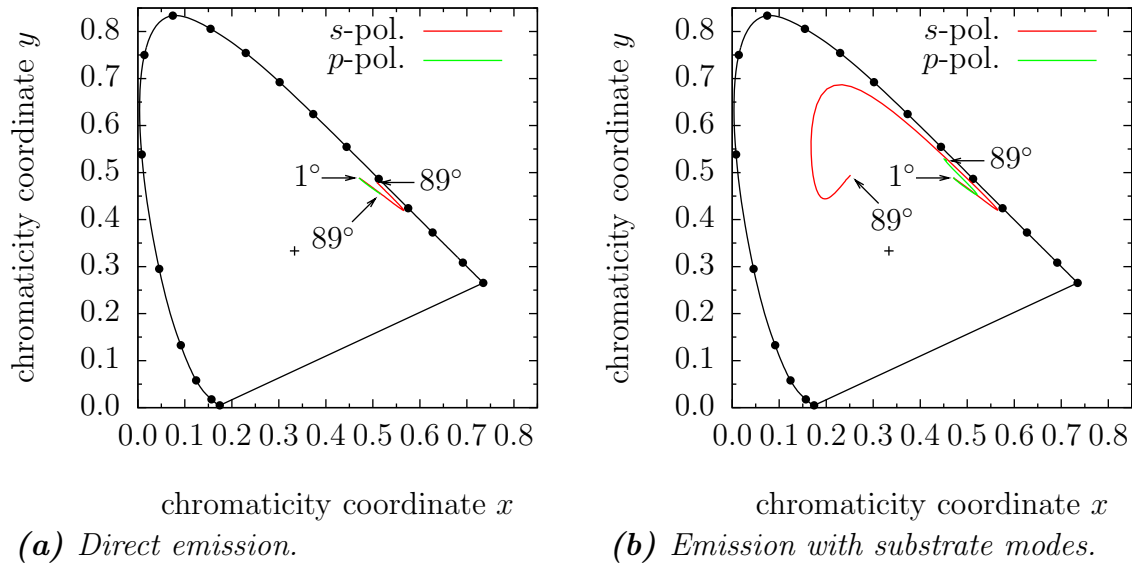 chromaticity coordinate y
0.8
0.7
0.6
0.5
0.4
0.3
0.2
0.1
0.0
0.0 0.1 0.2 0.3 0.4 0.5 0.6 0.7 0.8
s-pol.
p-pol.
1°
89°
89°
chromaticity coordinate x
(a) Direct emission.
chromaticity coordinate y
0.8
0.7
0.6
0.5
0.4
0.3
0.2
0.1
0.0
0.0 0.1 0.2 0.3 0.4 0.5 0.6 0.7 0.8
s-pol.
p-pol.
89°
1°
89°
chromaticity coordinate x
(b) Emission with substrate modes.